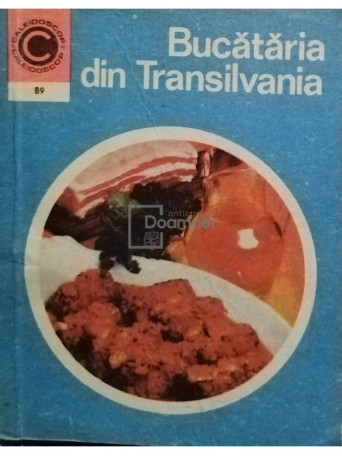 CALEIDOSCOP
CALEIDOSCOP
89
Bucătăria
din Transilvania
anticariat
Doamnei